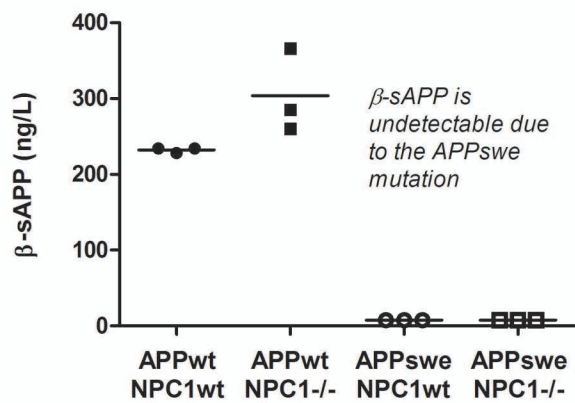 β-sAPP (ng/L)
400
300
200
100
0
β-sAPP is
undetectable due
to the APPswe
mutation
APPwt
NPC1wt
APPwt
NPC1-/-
APPswe
NPC1wt
APPswe
NPC1-/-